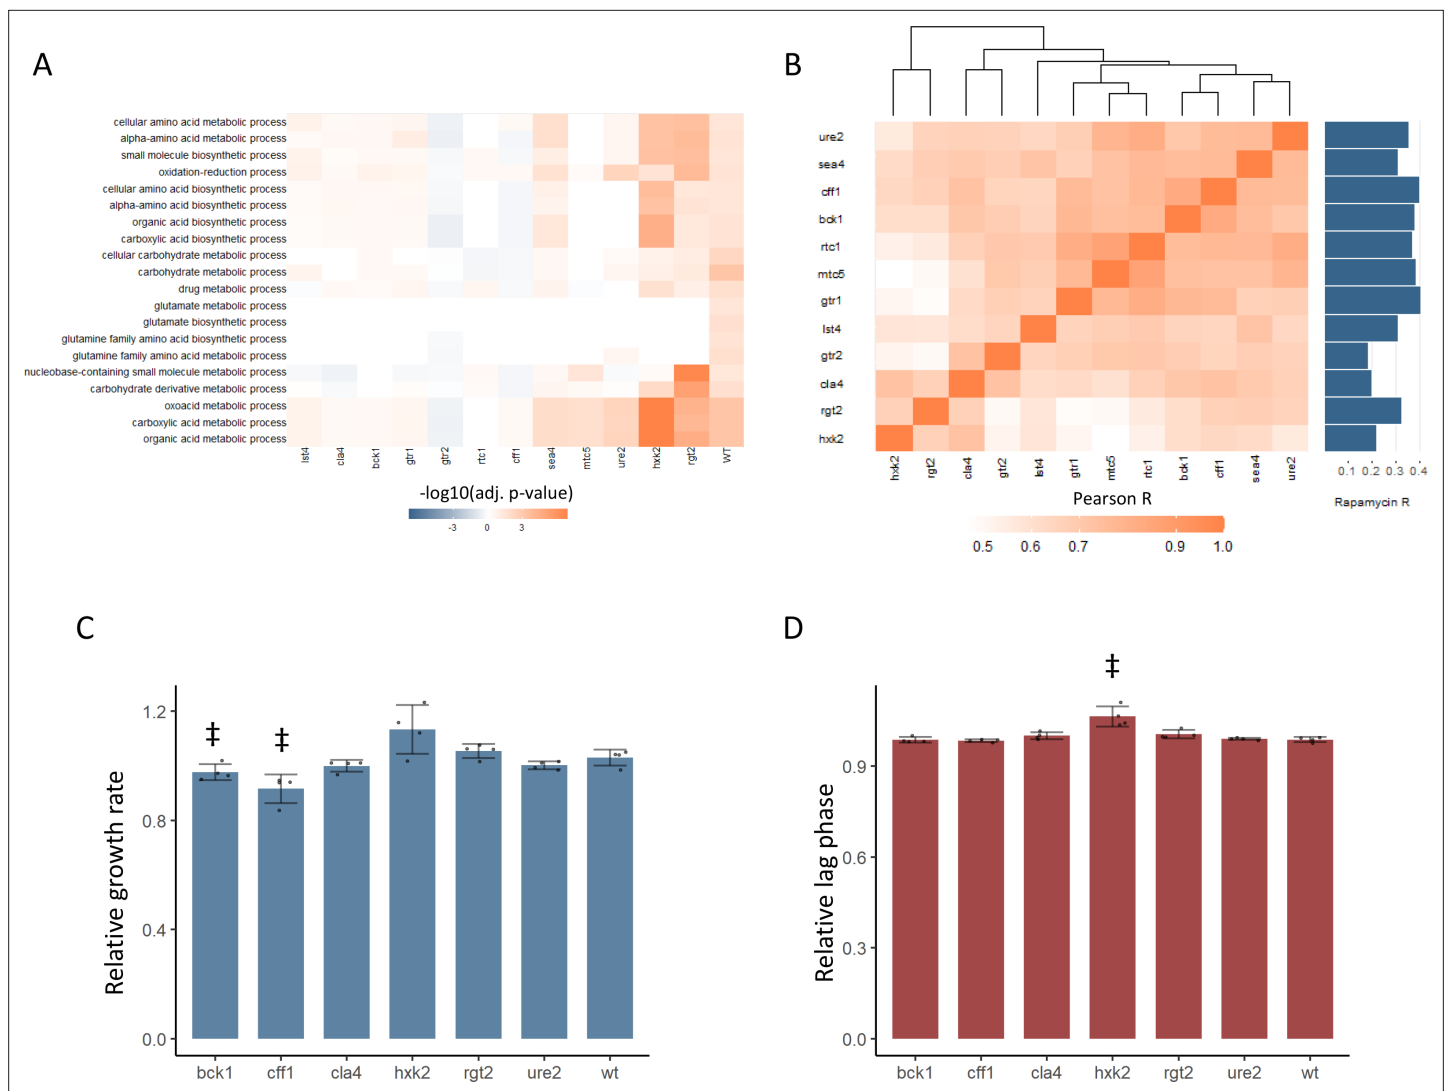 A
cellular amino acid metabolic process
alpha-amino acid metabolic process
small molecule biosynthetic process
oxidation-reduction process
cellular amino acid biosynthetic process
alpha-amino acid biosynthetic process
organic acid biosynthetic process
carboxylic acid biosynthetic process
cellular carbohydrate metabolic process
carbohydrate metabolic process
drug metabolic process
glutamate metabolic process
glutamate biosynthetic process
glutamine family amino acid biosynthetic process
glutamine family amino acid metabolic process
nucleobase-containing small molecule metabolic process
carbohydrate derivative metabolic process
oxoacid metabolic process
carboxylic acid metabolic process
organic acid metabolic process
lst4 cla4 bck1 gtr1 gtr2 rtc1 cff1 sea4 mtc5 ure2 hxk2 rgt2 WT
-log10(adj. p-value)
-3 0 3
B
ure2
sea4
cff1
bck1
rtc1
mtc5
gtr1
lst4
gtr2
cla4
rgt2
hxk2
hxk2 rgt2 cla4 gtr2 lst4 gtr1 mtc5 rtc1 bck1 cff1 sea4 ure2
0.1 0.2 0.3 0.4
Rapamycin R
Pearson R
0.5 0.6 0.7 0.9 1.0
C
Relative growth rate
1.2
0.8
0.4
0.0
‡ ‡
bck1 cff1 cla4 hxk2 rgt2 ure2 wt
D
Relative lag phase
0.9
0.6
0.3
0.0
‡
bck1 cff1 cla4 hxk2 rgt2 ure2 wt